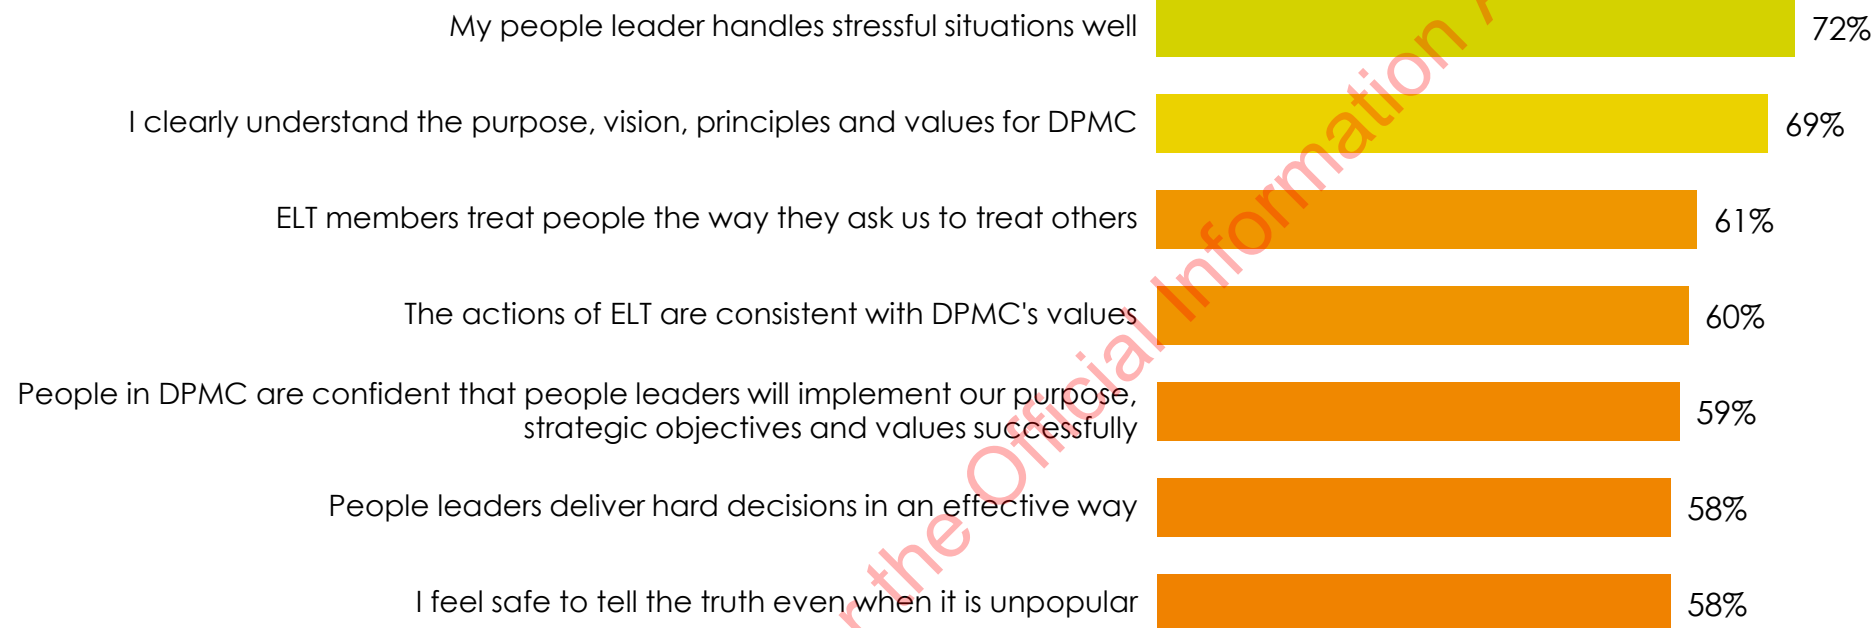 My people leader handles stressful situations well 72%
I clearly understand the purpose, vision, principles and values for DPMC 69%
ELT members treat people the way they ask us to treat others 61%
The actions of ELT are consistent with DPMC's values 60%
People in DPMC are confident that people leaders will implement our purpose,
strategic objectives and values successfully 59%
People leaders deliver hard decisions in an effective way 58%
I feel safe to tell the truth even when it is unpopular 58%
the Official Information